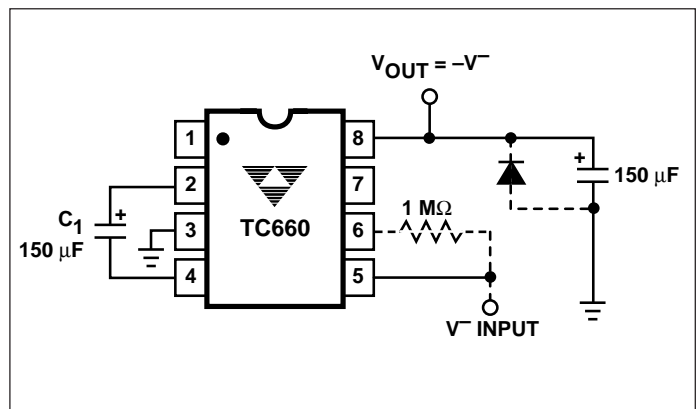 V_OUT = –V–
1
8
2
7
C1
+
150 µF
3
TC660
1 MΩ
6
+
150 µF
4
5
V– INPUT